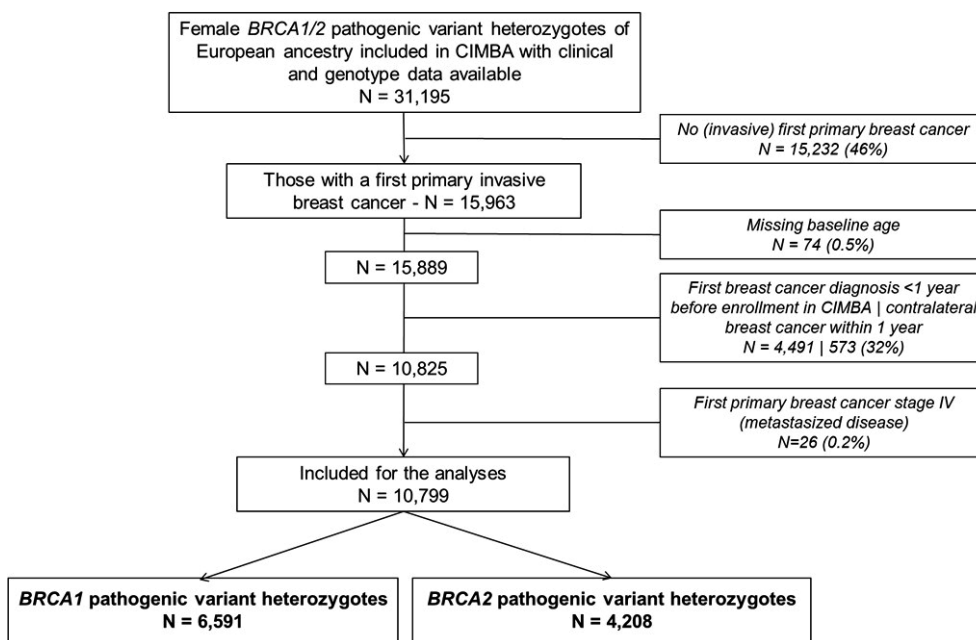 Female BRCA1/2 pathogenic variant heterozygotes of
European ancestry included in CIMBA with clinical
and genotype data available
N = 31,195
No (invasive) first primary breast cancer
N = 15,232 (46%)
Those with a first primary invasive
breast cancer - N = 15,963
Missing baseline age
N = 74 (0.5%)
N = 15,889
First breast cancer diagnosis <1 year
before enrollment in CIMBA | contralateral
breast cancer within 1 year
N = 4,491 | 573 (32%)
N = 10,825
First primary breast cancer stage IV
(metastasized disease)
N=26 (0.2%)
Included for the analyses
N = 10,799
BRCA1 pathogenic variant heterozygotes
N = 6,591
BRCA2 pathogenic variant heterozygotes
N = 4,208